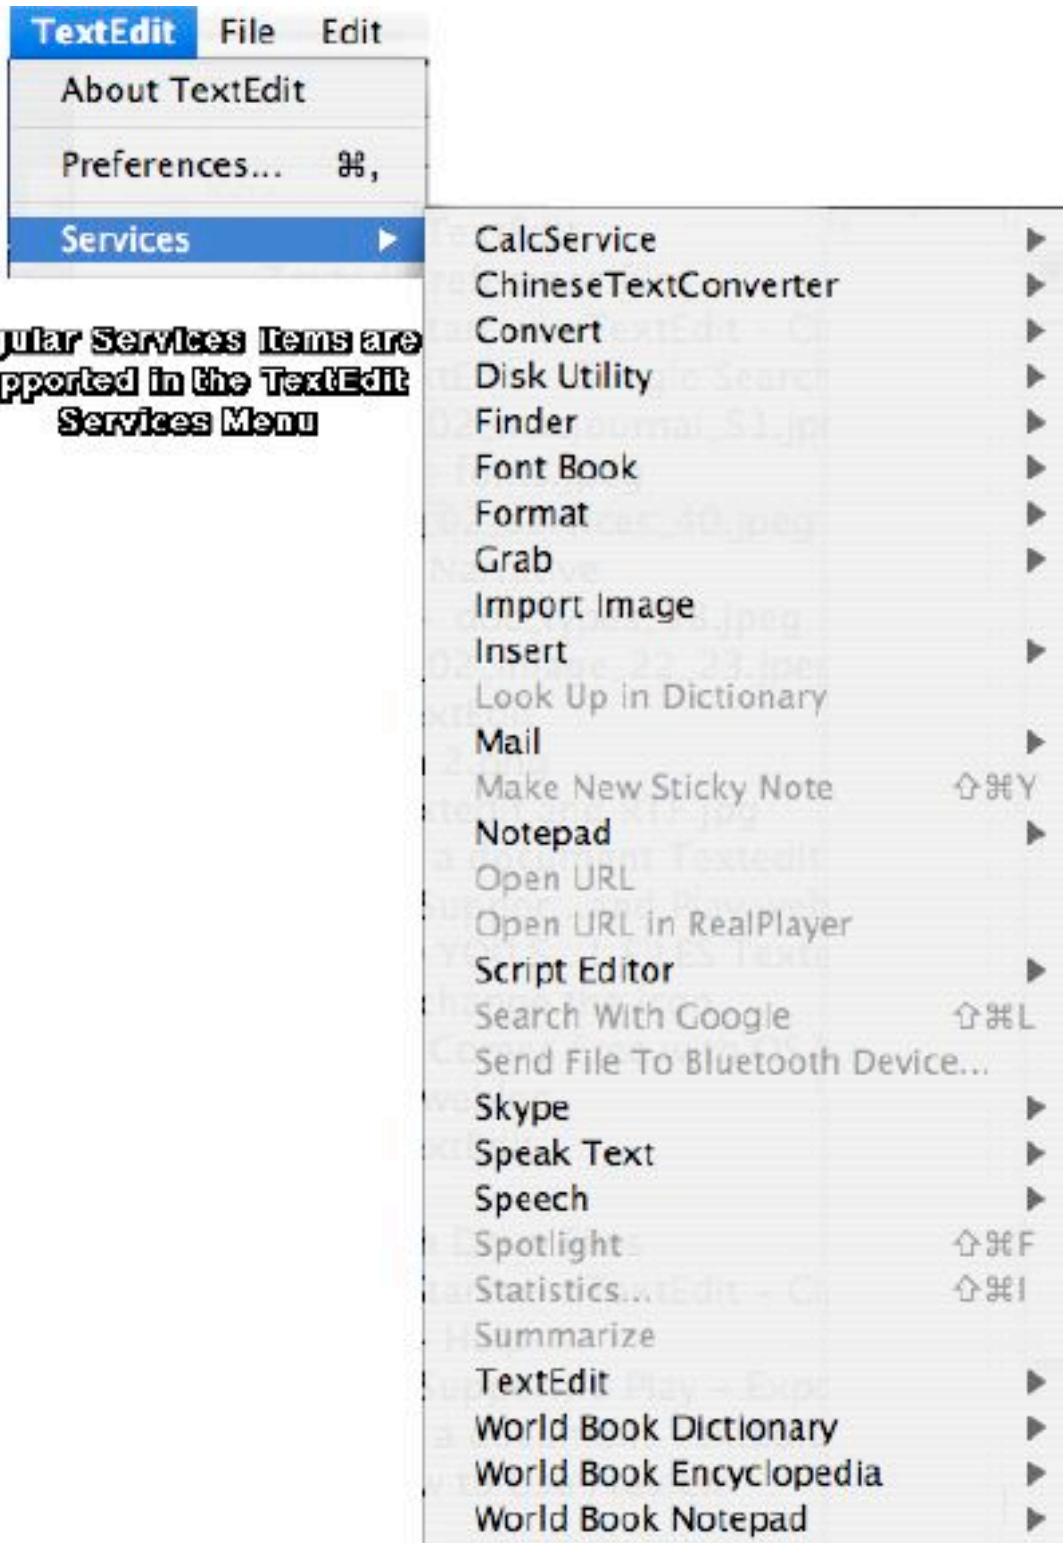 TextEdit File Edit
About TextEdit
Preferences... ⌘,
Services
CalcService
ChineseTextConverter
Convert
Disk Utility
Finder
Font Book
Format
Grab
Import Image
Insert
Look Up in Dictionary
Mail
Make New Sticky Note ⇧⌘Y
Notepad
Open URL
Open URL in RealPlayer
Script Editor
Search With Google ⇧⌘L
Send File To Bluetooth Device...
Skype
Speak Text
Speech
Spotlight ⇧⌘F
Statistics... ⇧⌘I
Summarize
TextEdit
World Book Dictionary
World Book Encyclopedia
World Book Notepad
gular Services items are
pported in the TextEdit
Services Menu